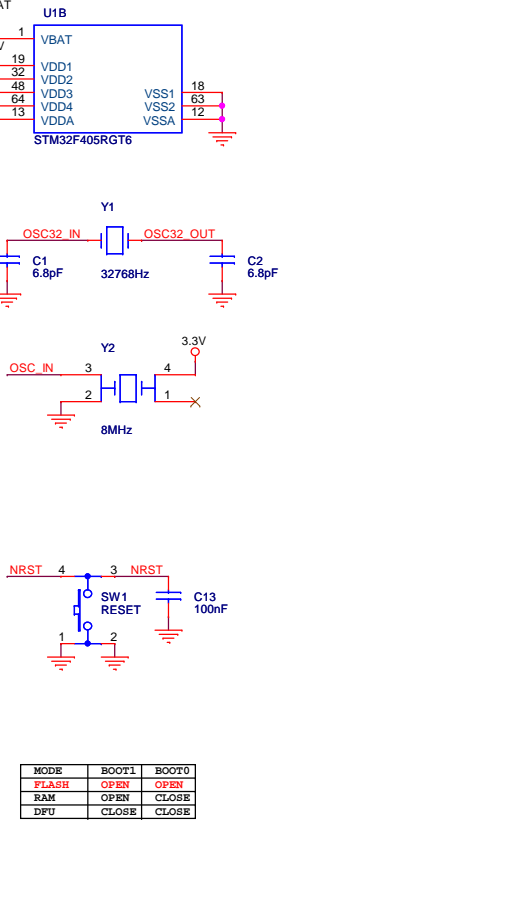 AT
U1B
1
VBAT
V
19
VDD1
32
VDD2
48
VDD3
VSS1
18
64
VDD4
VSS2
63
13
VDDA
VSSA
12
STM32F405RGT6
Y1
OSC32_IN
OSC32_OUT
C1
6.8pF
32768Hz
C2
6.8pF
3.3V
Y2
OSC_IN
3
4
2
1
8MHz
NRST
4
3
NRST
SW1
RESET
C13
100nF
1
2
MODE BOOT1 BOOT0
FLASH OPEN OPEN
RAM OPEN CLOSE
DFU CLOSE CLOSE